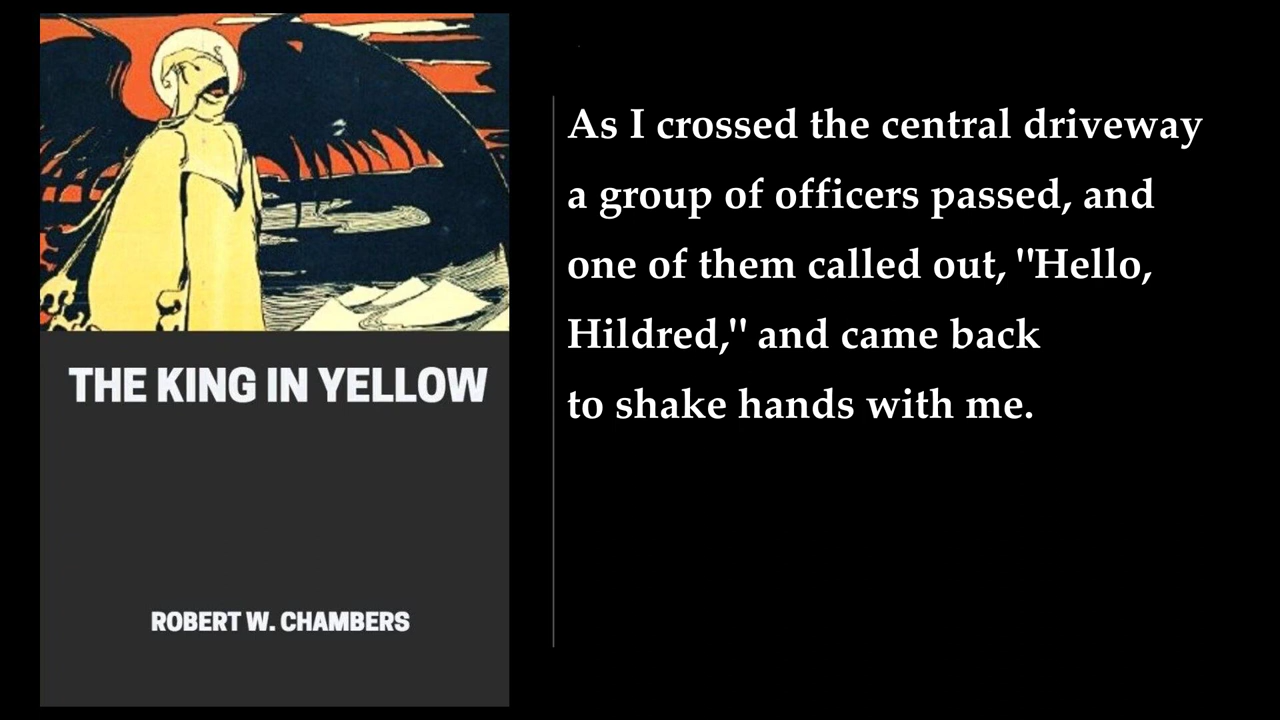 THE KING IN YELLOW
ROBERT W. CHAMBERS
As I crossed the central driveway
a group of officers passed, and
one of them called out, "Hello,
Hildred," and came back
to shake hands with me.